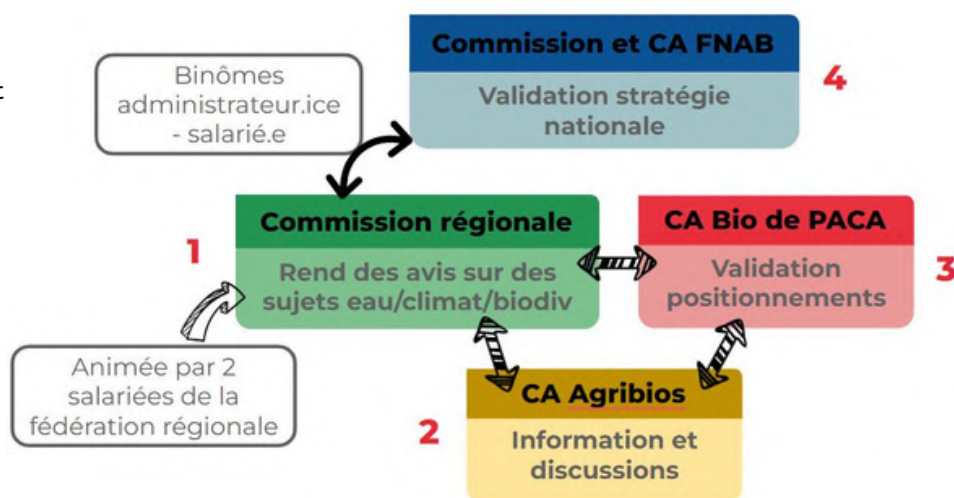 Commission et CA FNAB
Validation stratégie
nationale
4
Binômes
administrateur.ice
- salarié.e
t
1
Commission régionale
Rend des avis sur des
sujets eau/climat/biodiv
CA Bio de PACA
Validation
positionnements
3
Animée par 2
salariées de la
fédération régionale
2
CA Agribios
Information et
discussions